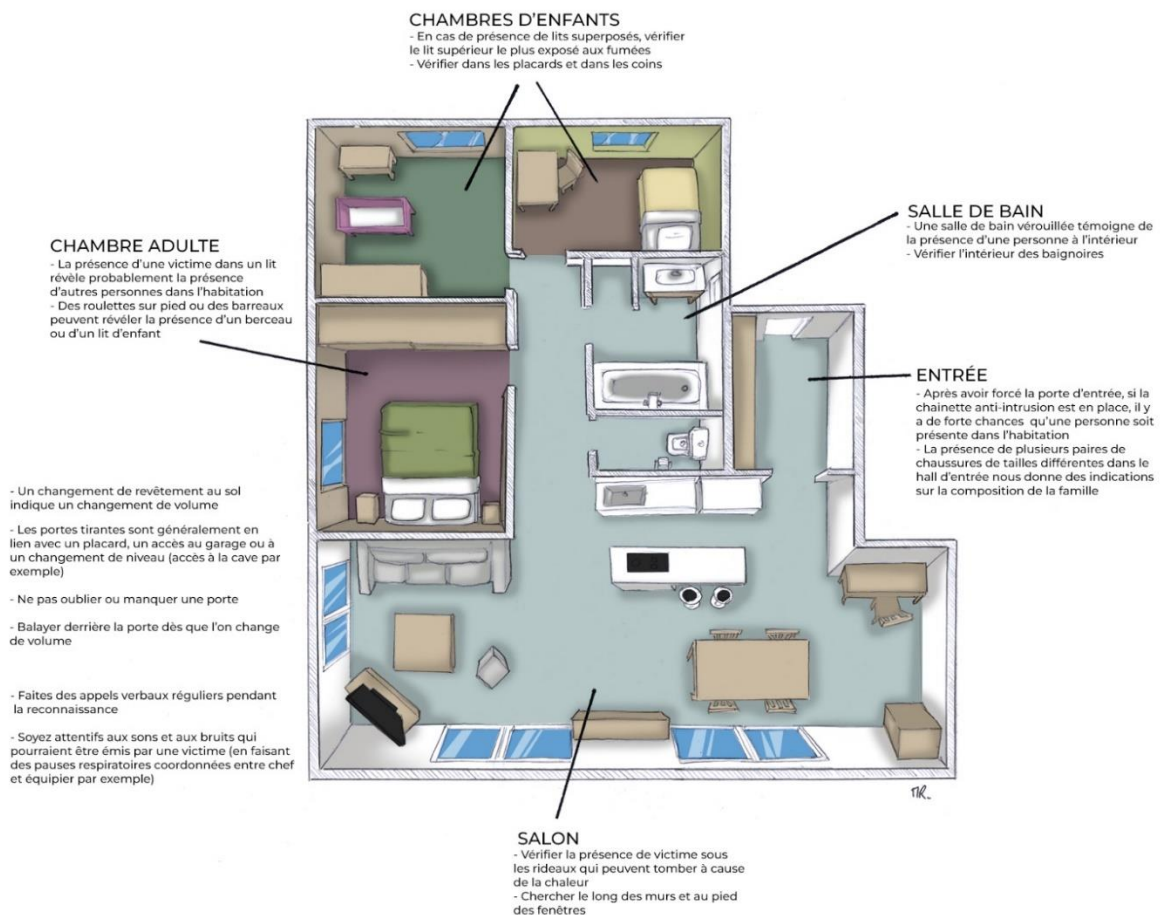 CHAMBRES D'ENFANTS
- En cas de présence de lits superposés, vérifier
le lit supérieur le plus exposé aux fumées
- Vérifier dans les placards et dans les coins
SALLE DE BAIN
- Une salle de bain vérouillée témoigne de
la présence d'une personne à l'intérieur
- Vérifier l'intérieur des baignoires
CHAMBRE ADULTE
- La présence d'une victime dans un lit
révèle probablement la présence
d'autres personnes dans l'habitation
- Des roulettes sur pied ou des barreaux
peuvent révéler la présence d'un berceau
ou d'un lit d'enfant
ENTRÉE
- Après avoir forcé la porte d'entrée, si la
chainette anti-intrusion est en place, il y
a de forte chances qu'une personne soit
présente dans l'habitation
- La présence de plusieurs paires de
chaussures de tailles différentes dans le
hall d'entrée nous donne des indications
sur la composition de la famille
- Un changement de revêtement au sol
indique un changement de volume
- Les portes tirantes sont généralement en
lien avec un placard, un accès au garage ou à
un changement de niveau (accès à la cave par
exemple)
- Ne pas oublier ou manquer une porte
- Balayer derrière la porte dès que l'on change
de volume
- Faites des appels verbaux réguliers pendant
la reconnaissance
- Soyez attentifs aux sons et aux bruits qui
pourraient être émis par une victime (en faisant
des pauses respiratoires coordonnées entre chef
et équipier par exemple)
MR_
SALON
- Vérifier la présence de victime sous
les rideaux qui peuvent tomber à cause
de la chaleur
- Chercher le long des murs et au pied
des fenêtres